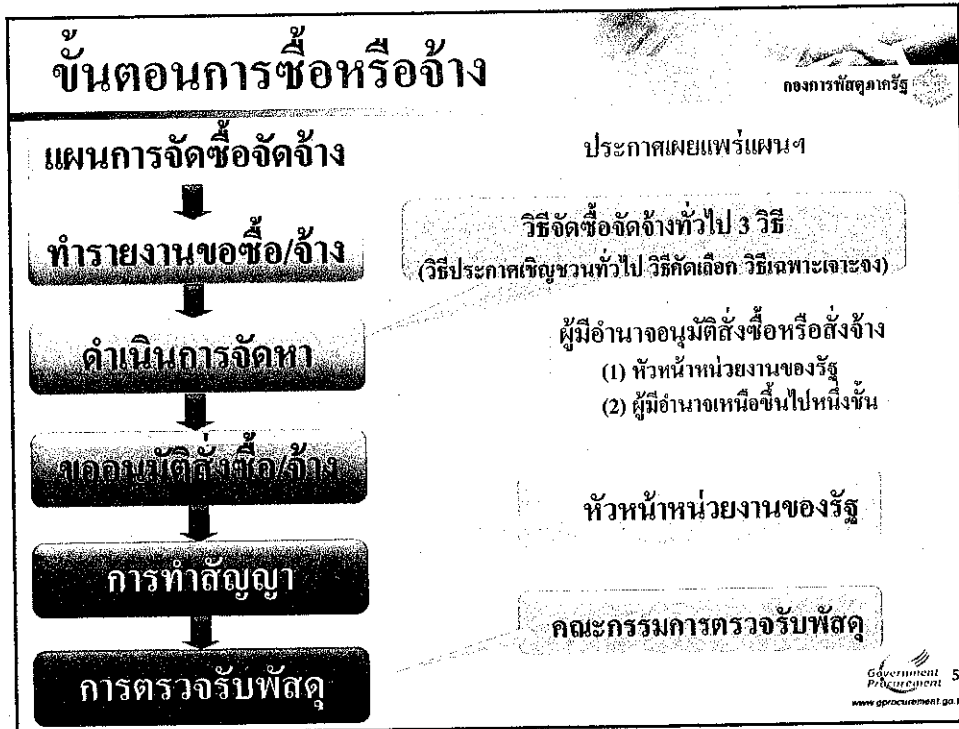 ขั้นตอนการซื้อหรือจ้าง
กองการพัสดุภาครัฐ
แผนการจัดซื้อจัดจ้าง
ประกาศเผยแพร่แผนฯ
ทำรายงานขอซื้อ/จ้าง
วิธีจัดซื้อจัดจ้างทั่วไป 3 วิธี
(วิธีประกาศเชิญชวนทั่วไป วิธีคัดเลือก วิธีเฉพาะเจาะจง)
ดำเนินการจัดหา
ผู้มีอำนาจอนุมัติสั่งซื้อหรือสั่งจ้าง
(1) หัวหน้าหน่วยงานของรัฐ
(2) ผู้มีอำนาจเหนือขึ้นไปหนึ่งชั้น
ขออนุมัติสั่งซื้อ/จ้าง
หัวหน้าหน่วยงานของรัฐ
การทำสัญญา
คณะกรรมการตรวจรับพัสดุ
การตรวจรับพัสดุ
Government
Procurement 5
www.gprocurement.go.t